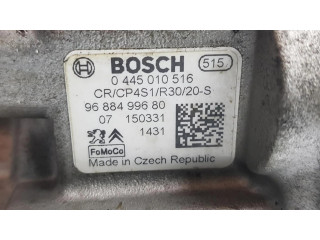 BOSCH 515
0 445 010 516
CR/CP4S1/R30/20-S
96 884 996 80
07 150331
1431
FoMoCo
Made in Czech Republic